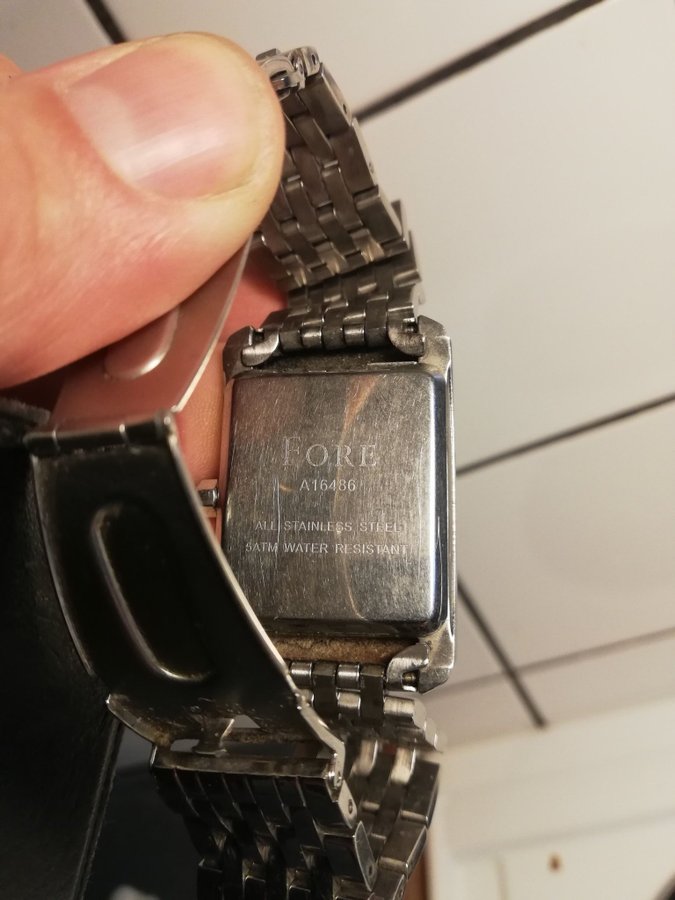 FORE
A16486
ALL STAINLESS STEEL
5ATM WATER RESISTANT